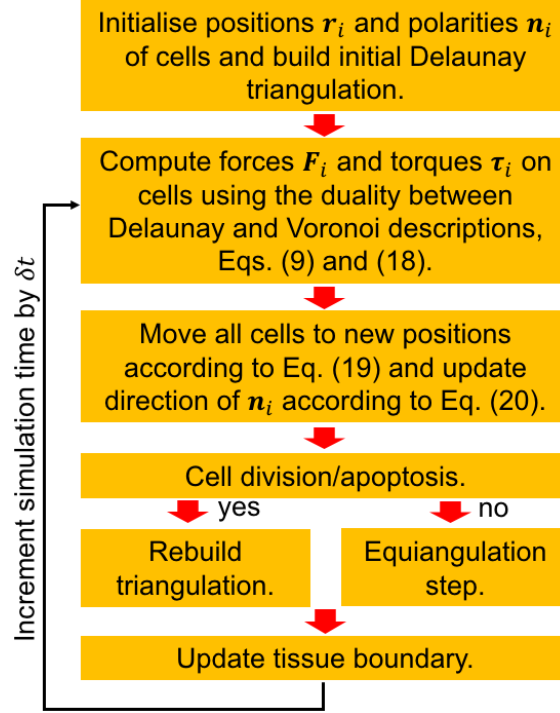 Initialise positions r_i and polarities n_i
of cells and build initial Delaunay
triangulation.
Compute forces F_i and torques τ_i on
cells using the duality between
Delaunay and Voronoi descriptions,
Eqs. (9) and (18).
Move all cells to new positions
according to Eq. (19) and update
direction of n_i according to Eq. (20).
Cell division/apoptosis.
yes
no
Rebuild
triangulation.
Equiangulation
step.
Update tissue boundary.
Increment simulation time by δt